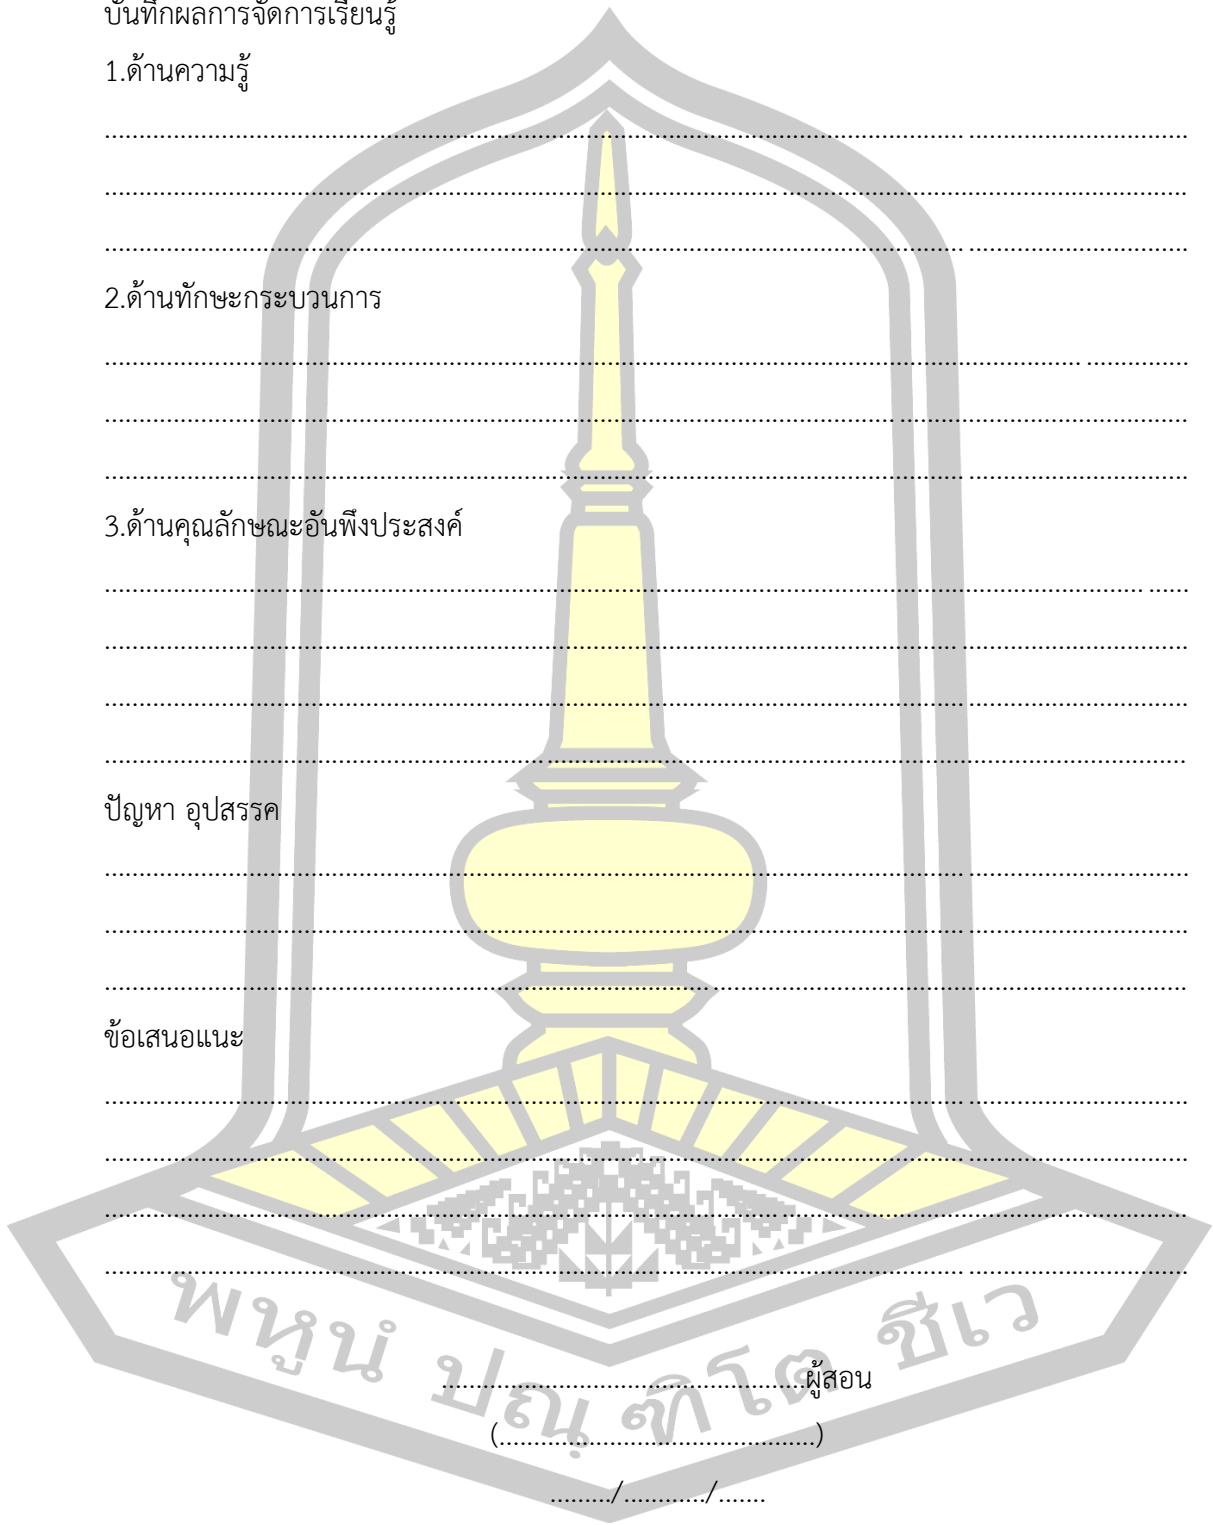 บันทึกผลการจัดการเรียนรู้
1.ด้านความรู้
........................................................................................................................ ................................
................................................................................................ ........................................................
........................................................................................................................ ................................
2.ด้านทักษะกระบวนการ
........................................................................................................................................ ...............
................................................................................................................ ........................................
........................................................................................................................ ................................
3.ด้านคุณลักษณะอันพึงประสงค์
................................................................................................................................................ ......
........................................................................................................................ ................................
........................................................................................................................ ................................
........................................................................................................................................................
ปัญหา อุปสรรค
........................................................................................................................ ................................
........................................................................................................................ ................................
........................................................................................ ................................................................
ข้อเสนอแนะ
........................................................................................................................ ................................
........................................................................................................................................................
................................................................................................ ........................................................
........................................................................................................................ ................................
พหูนํ ปณฺ ฑิโต ชีเว
.....................................................ผู้สอน
(..............................................)
........./............/.......